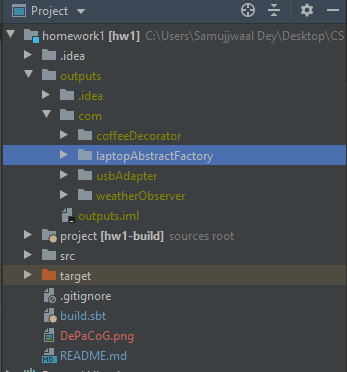 Project
homework1 [hw1] C:\Users\Samujjwaal Dey\Desktop\CS
.idea
outputs
.idea
com
coffeeDecorator
laptopAbstractFactory
usbAdapter
weatherObserver
outputs.iml
project [hw1-build] sources root
src
target
.gitignore
build.sbt
DePaCoG.png
README.md